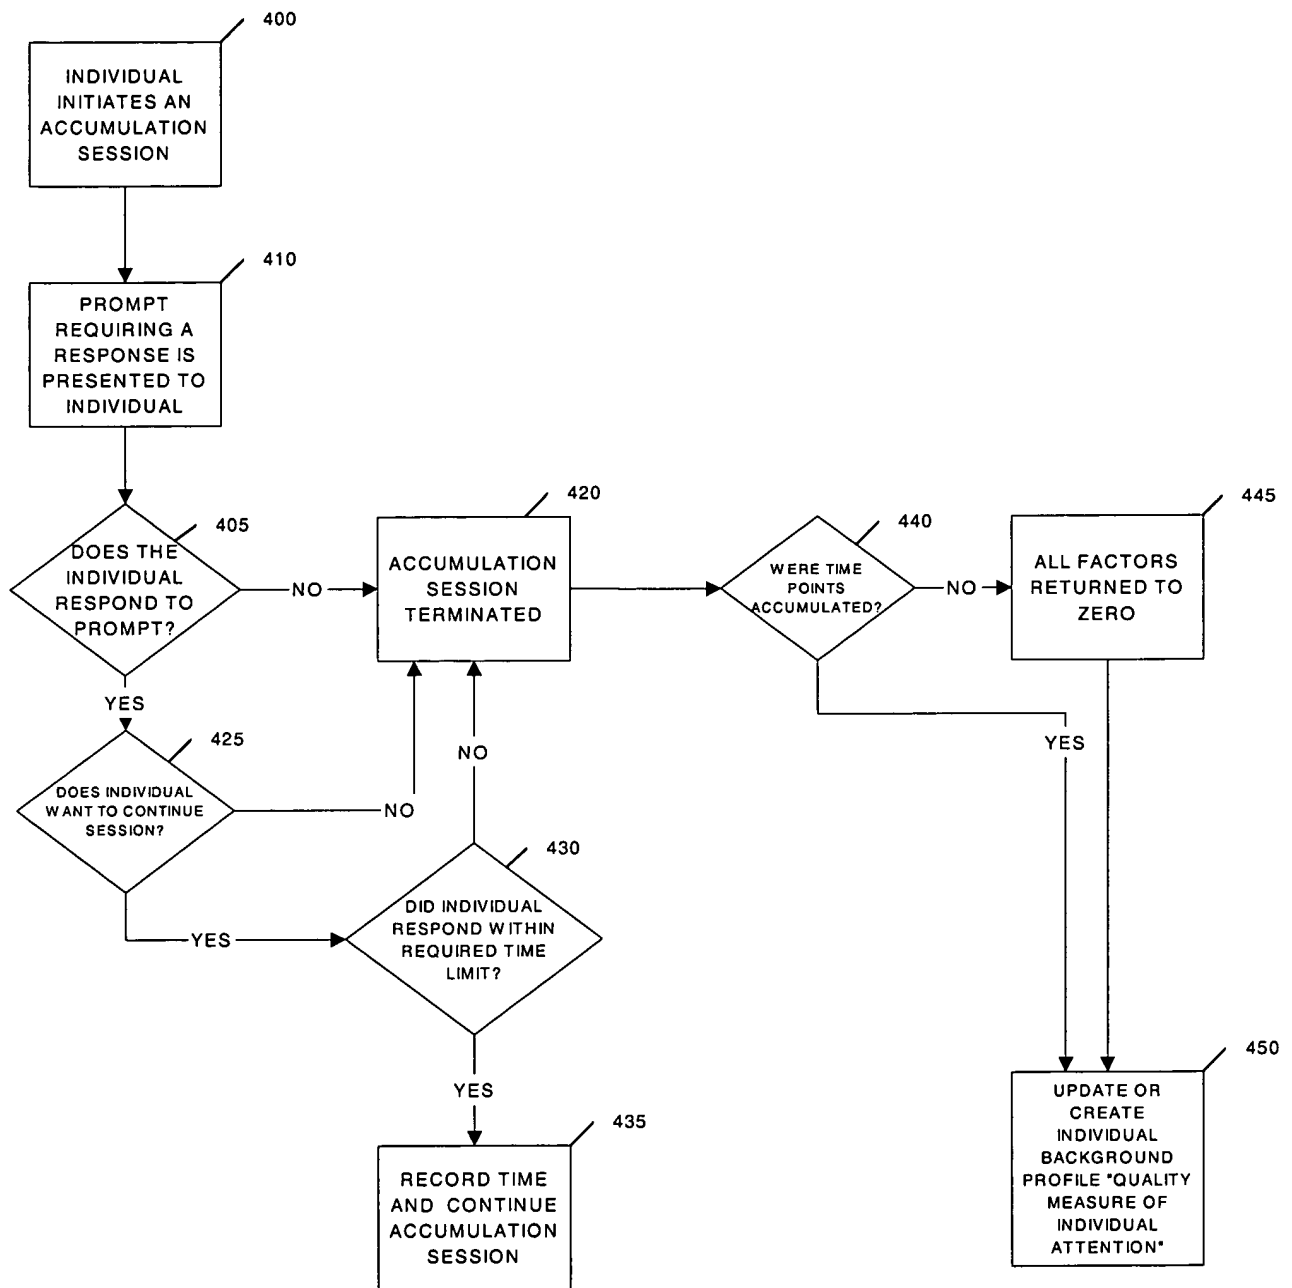 400
INDIVIDUAL
INITIATES AN
ACCUMULATION
SESSION
410
PROMPT
REQUIRING A
RESPONSE IS
PRESENTED TO
INDIVIDUAL
405
DOES THE
INDIVIDUAL
RESPOND TO
PROMPT?
NO
YES
420
ACCUMULATION
SESSION
TERMINATED
440
WERE TIME
POINTS
ACCUMULATED?
NO
YES
445
ALL FACTORS
RETURNED TO
ZERO
425
DOES INDIVIDUAL
WANT TO CONTINUE
SESSION?
NO
YES
430
DID INDIVIDUAL
RESPOND WITHIN
REQUIRED TIME
LIMIT?
NO
YES
435
RECORD TIME
AND CONTINUE
ACCUMULATION
SESSION
450
UPDATE OR
CREATE
INDIVIDUAL
BACKGROUND
PROFILE "QUALITY
MEASURE OF
INDIVIDUAL
ATTENTION"